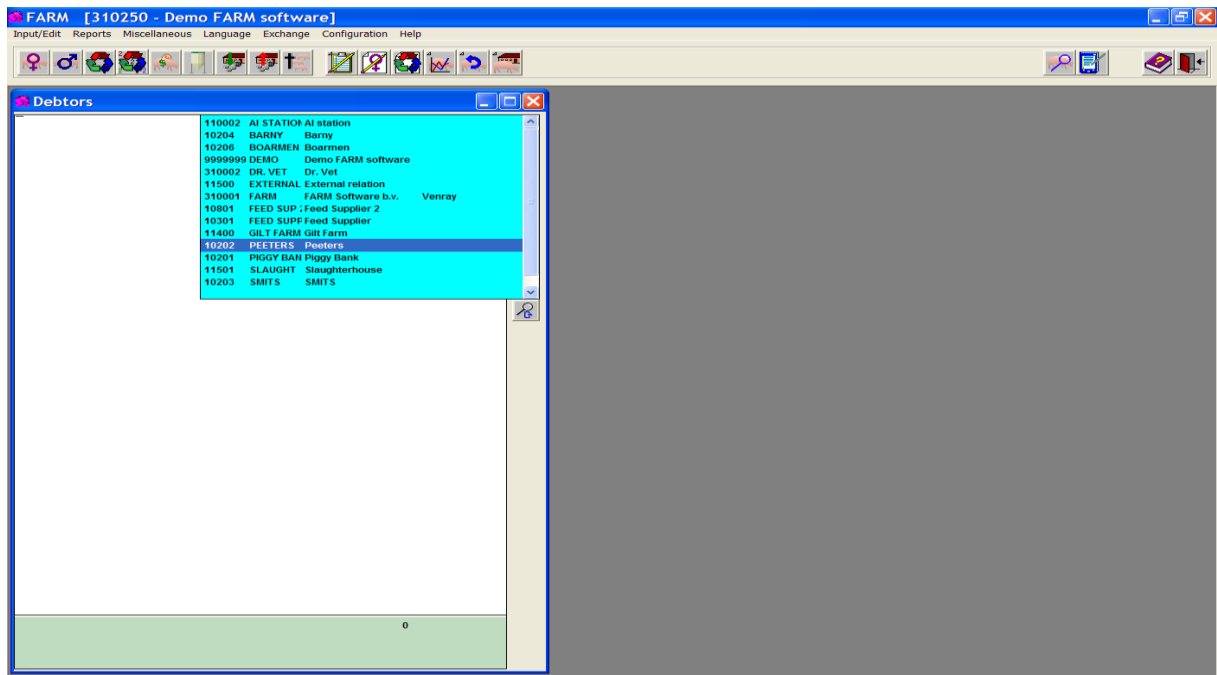 FARM [310250 - Demo FARM software]
Input/Edit Reports Miscellaneous Language Exchange Configuration Help
Debtors
110002 AI STATION AI station
10204 BARNY Barny
10206 BOARMEN Boarmen
9999999 DEMO Demo FARM software
310002 DR. VET Dr. Vet
11500 EXTERNAL External relation
310001 FARM FARM Software b.v. Venray
10801 FEED SUP Feed Supplier 2
10301 FEED SUPP Feed Supplier
11400 GILT FARM Gilt Farm
10202 PEETERS Peeters
10201 PIGGY BAN Piggy Bank
11501 SLAUGHT Slaughterhouse
10203 SMITS SMITS
0